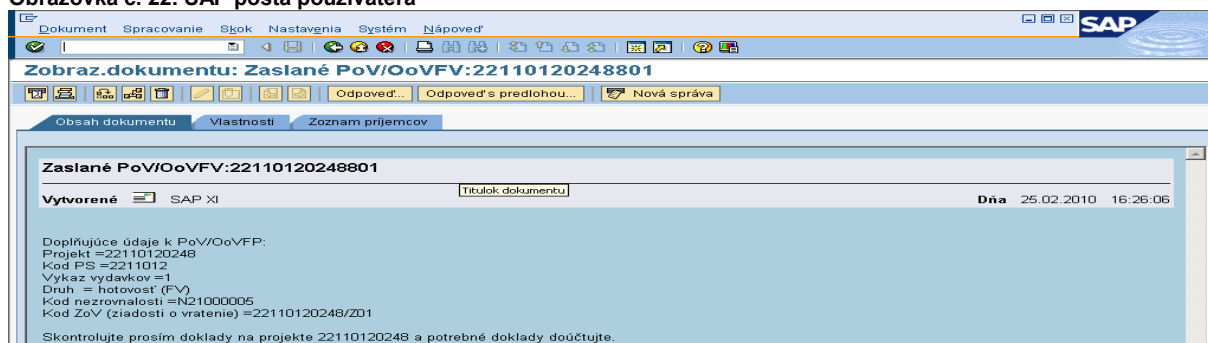 Obrazovka č. 22: SAP pošta používateľa
Dokument Spracovanie Skok Nastavenia Systém Nápoveď
SAP
Zobraz.dokumentu: Zaslané PoV/OoVFV:22110120248801
Odpoveď... Odpoveď s predlohou... Nová správa
Obsah dokumentu Vlastnosti Zoznam príjemcov
Zaslané PoV/OoVFV:22110120248801
Titulok dokumentu
Vytvorené SAP XI Dňa 25.02.2010 16:26:06
Doplňujúce údaje k PoV/OoVFP:
Projekt =22110120248
Kod PS =2211012
Vykaz vydavkov =1
Druh = hotovosť (FV)
Kod nezrovnalosti =N21000005
Kod ZoV (ziadosti o vratenie) =22110120248/Z01
Skontrolujte prosím doklady na projekte 22110120248 a potrebné doklady doúčtujte.